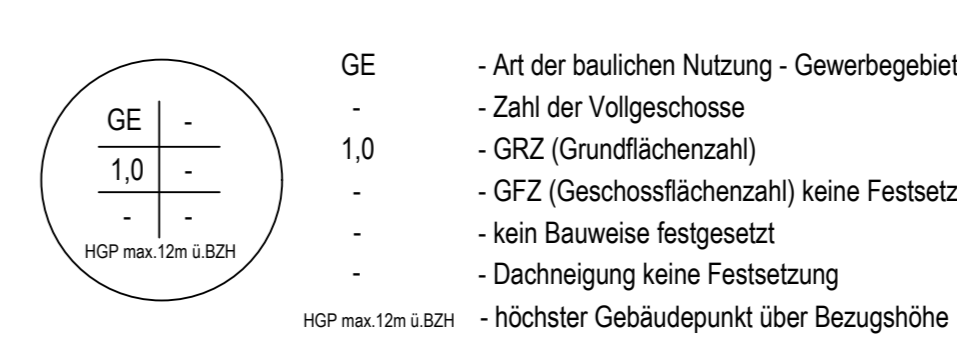 GE -
1,0 -
- -
HGP max.12m ü.BZH
GE - Art der baulichen Nutzung - Gewerbegebiet
- - Zahl der Vollgeschosse
1,0 - GRZ (Grundflächenzahl)
- - GFZ (Geschossflächenzahl) keine Festsetz
- - kein Bauweise festgesetzt
- - Dachneigung keine Festsetzung
HGP max.12m ü.BZH - höchster Gebäudepunkt über Bezugshöhe